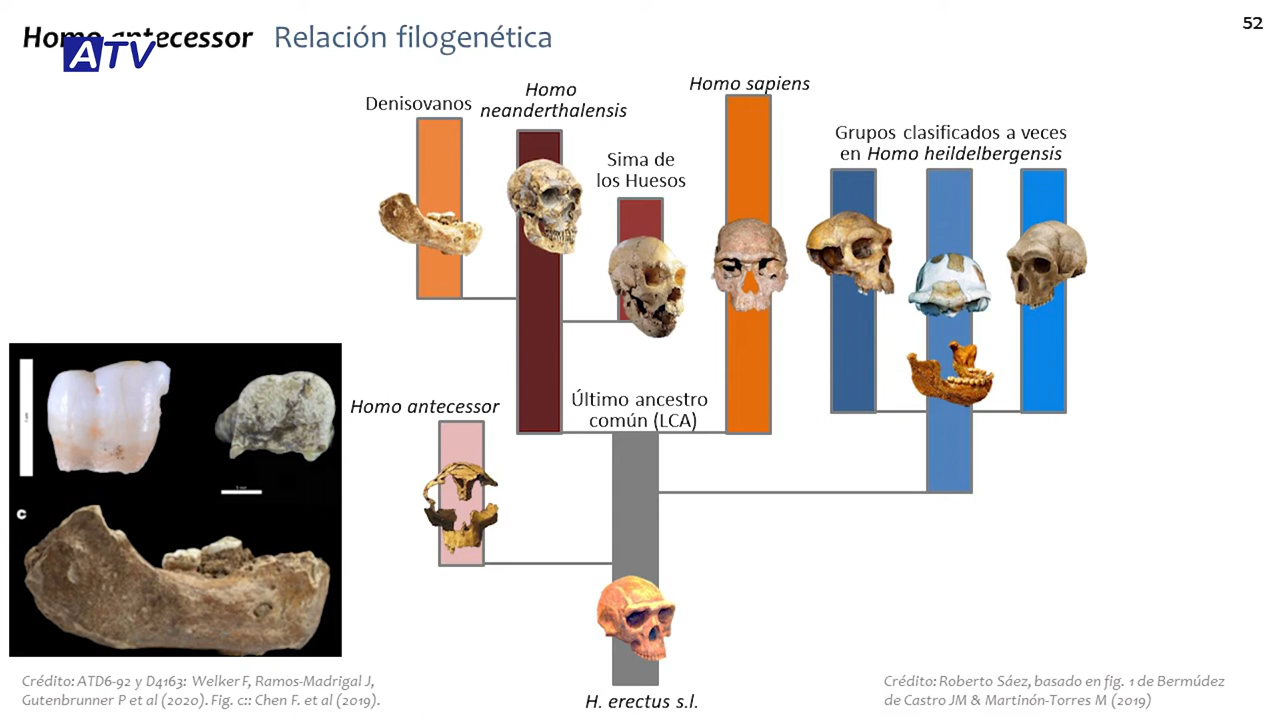 Homo antecessor Relación filogenética
52
ATV
Denisovanos
Homo
neanderthalensis
Sima de
los Huesos
Homo sapiens
Grupos clasificados a veces
en Homo heildelbergensis
Homo antecessor
Último ancestro
común (LCA)
c
H. erectus s.l.
Crédito: ATD6-92 y D4163: Welker F, Ramos-Madrigal J,
Gutenbrunner P et al (2020). Fig. c:: Chen F. et al (2019).
Crédito: Roberto Sáez, basado en fig. 1 de Bermúdez
de Castro JM & Martinón-Torres M (2019)